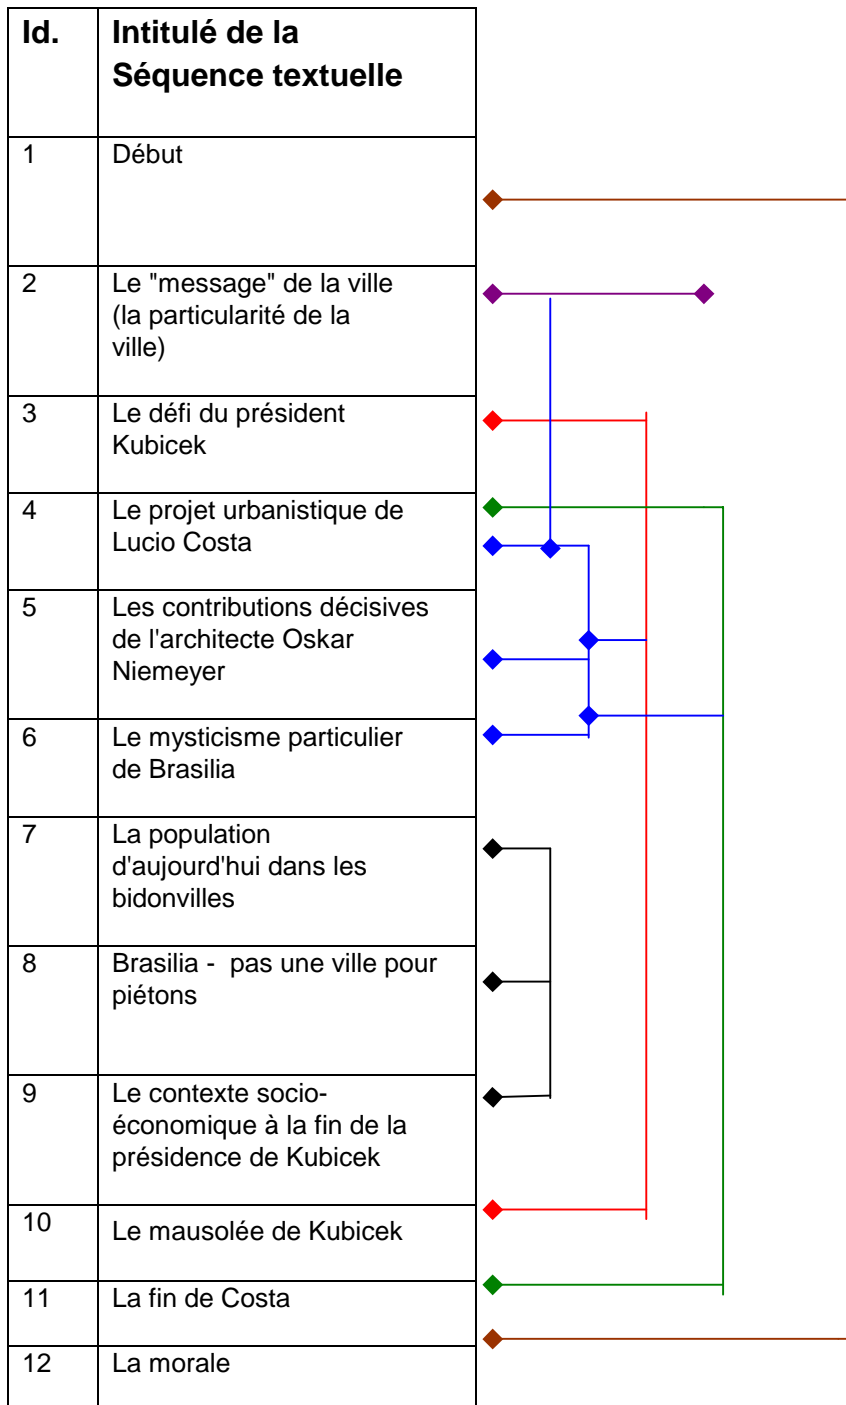 Id. Intitulé de la
Séquence textuelle
1 Début
2 Le "message" de la ville
(la particularité de la
ville)
3 Le défi du président
Kubicek
4 Le projet urbanistique de
Lucio Costa
5 Les contributions décisives
de l'architecte Oskar
Niemeyer
6 Le mysticisme particulier
de Brasilia
7 La population
d'aujourd'hui dans les
bidonvilles
8 Brasilia - pas une ville pour
piétons
9 Le contexte socio-
économique à la fin de la
présidence de Kubicek
10 Le mausolée de Kubicek
11 La fin de Costa
12 La morale